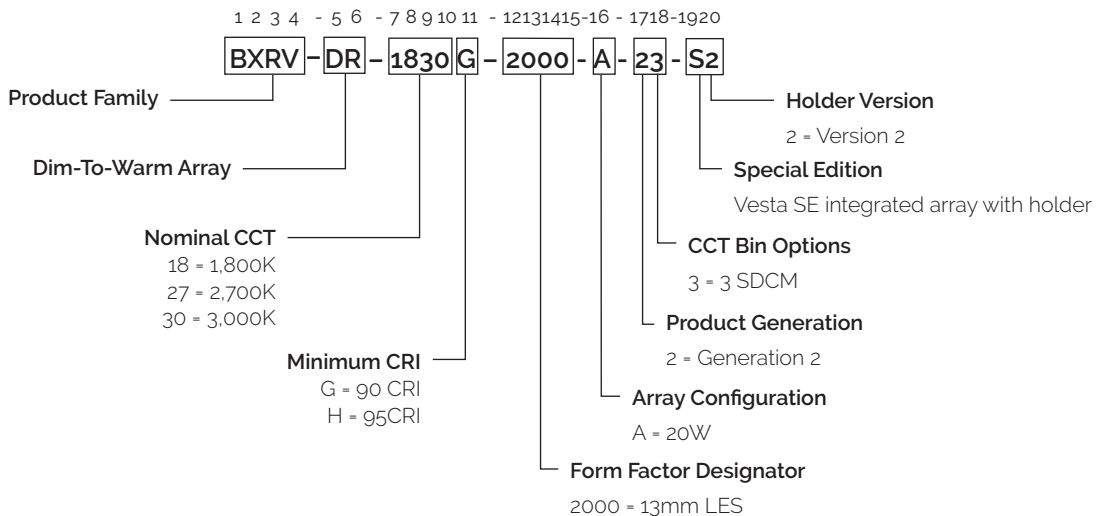 1 2 3 4 - 5 6 - 7 8 9 10 11 - 12131415-16 - 1718-1920
BXRV – DR – 1830 G – 2000 - A - 23 - S2
Product Family
Holder Version
2 = Version 2
Dim-To-Warm Array
Special Edition
Vesta SE integrated array with holder
Nominal CCT
18 = 1,800K
27 = 2,700K
30 = 3,000K
CCT Bin Options
3 = 3 SDCM
Product Generation
2 = Generation 2
Minimum CRI
G = 90 CRI
H = 95CRI
Array Configuration
A = 20W
Form Factor Designator
2000 = 13mm LES